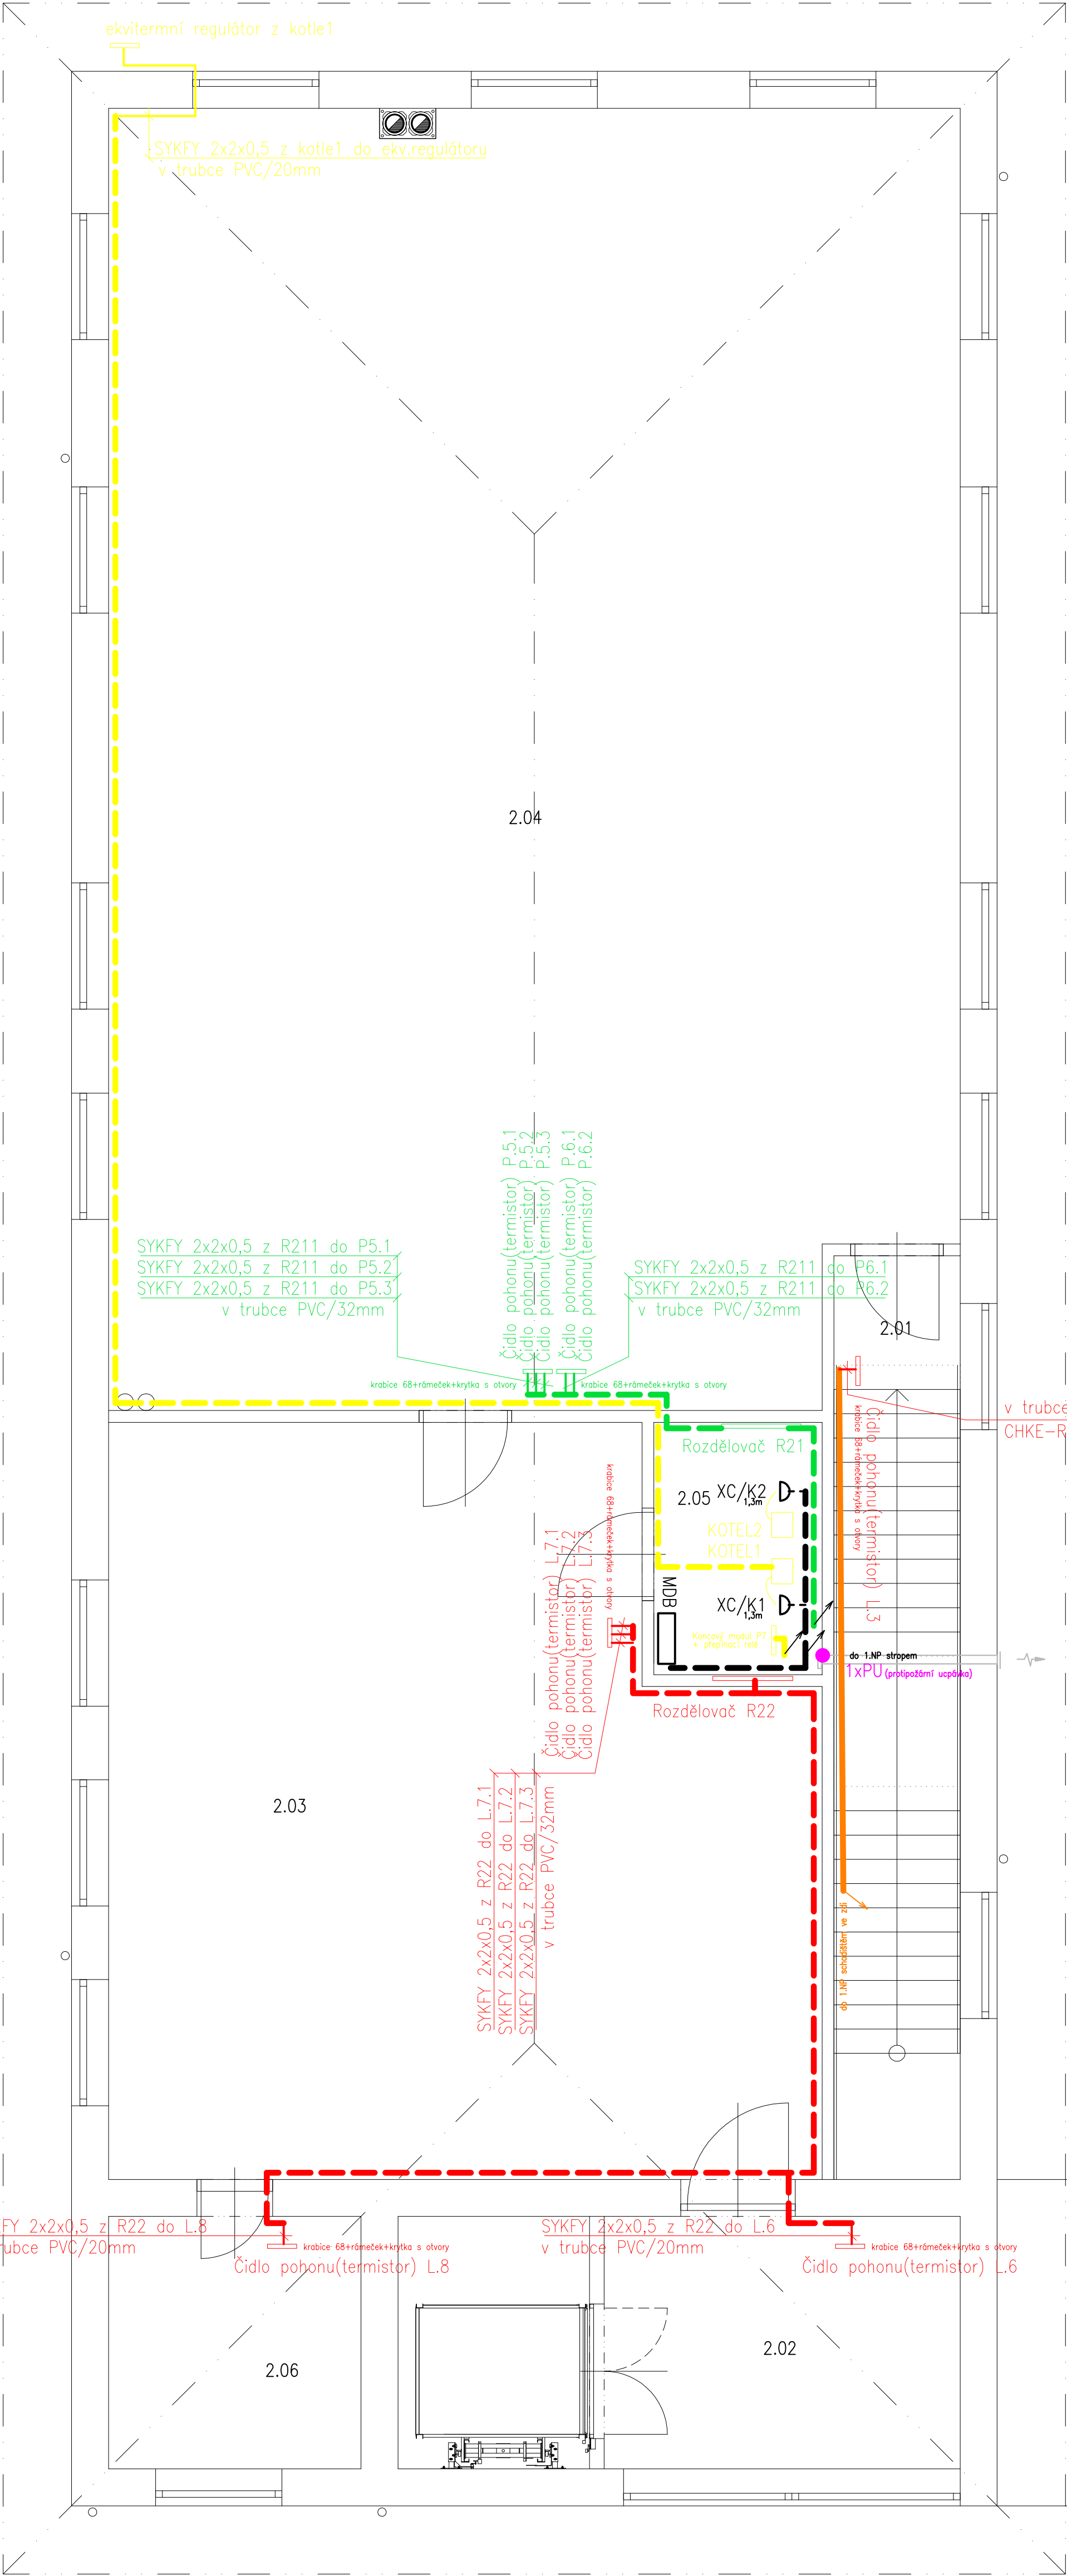 ekvitermní regulátor z kotle1
SYKFY 2x2x0,5 z kotle1 do ekv.regulátoru
v trubce PVC/20mm
2.04
Čidlo pohonu(termistor) P.5.1
Čidlo pohonu(termistor) P.5.2
Čidlo pohonu(termistor) P.5.3
Čidlo pohonu(termistor) P.6.1
Čidlo pohonu(termistor) P.6.2
SYKFY 2x2x0,5 z R211 do P5.1
SYKFY 2x2x0,5 z R211 do P5.2
SYKFY 2x2x0,5 z R211 do P5.3
v trubce PVC/32mm
SYKFY 2x2x0,5 z R211 do P6.1
SYKFY 2x2x0,5 z R211 do P6.2
v trubce PVC/32mm
krabice 68+rámeček+krytka s otvory
krabice 68+rámeček+krytka s otvory
2.01
v trubce
CHKE-R
Čidlo pohonu(termistor) L.3
krabice 68+rámeček+krytka s otvory
Rozdělovač R21
2.05
XC/K2
1,3m
KOTEL2
KOTEL1
XC/K1
1,3m
MDB
Koncový modul P7
+ přepínací relé
krabice 68+rámeček+krytka s otvory
Čidlo pohonu(termistor) L.7.1
Čidlo pohonu(termistor) L.7.2
Čidlo pohonu(termistor) L.7.3
do 1.NP stropem
1xPU(protipožární ucpávka)
Rozdělovač R22
2.03
SYKFY 2x2x0,5 z R22 do L.7.1
SYKFY 2x2x0,5 z R22 do L.7.2
SYKFY 2x2x0,5 z R22 do L.7.3
v trubce PVC/32mm
do 1.NP schodištěm ve zdi
FY 2x2x0,5 z R22 do L.8
rubce PVC/20mm
krabice 68+rámeček+krytka s otvory
Čidlo pohonu(termistor) L.8
SYKFY 2x2x0,5 z R22 do L.6
v trubce PVC/20mm
krabice 68+rámeček+krytka s otvory
Čidlo pohonu(termistor) L.6
2.06
2.02